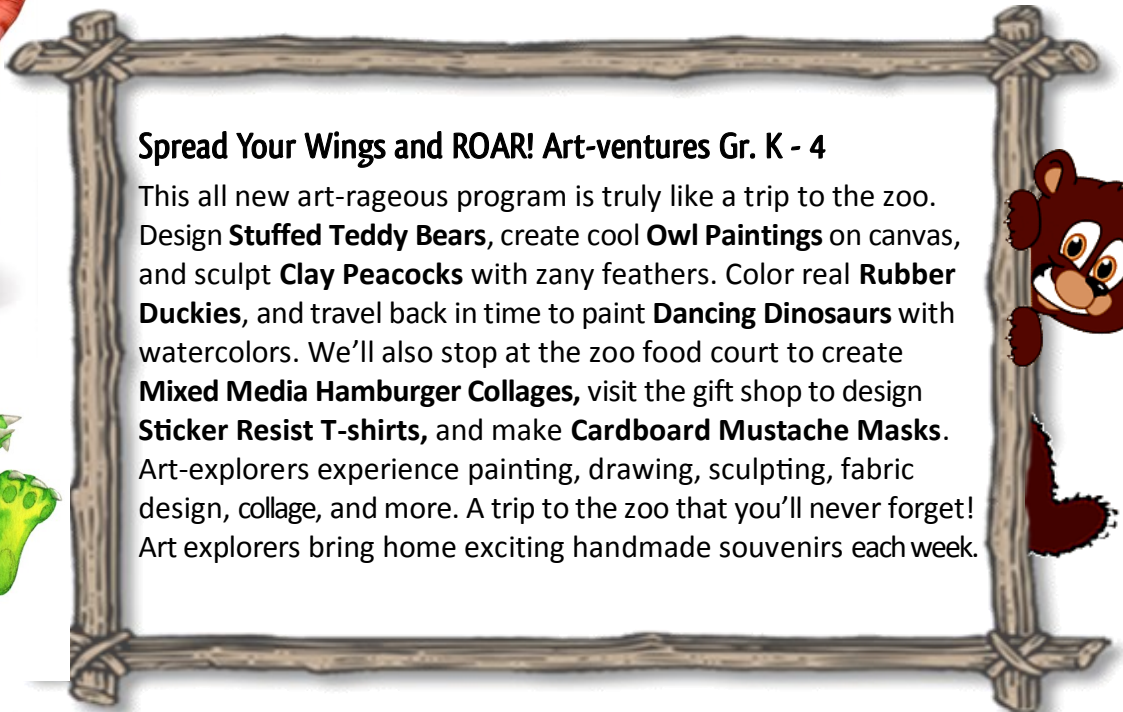 Spread Your Wings and ROAR! Art-ventures Gr. K - 4
This all new art-rageous program is truly like a trip to the zoo.
Design Stuffed Teddy Bears, create cool Owl Paintings on canvas,
and sculpt Clay Peacocks with zany feathers. Color real Rubber
Duckies, and travel back in time to paint Dancing Dinosaurs with
watercolors. We’ll also stop at the zoo food court to create
Mixed Media Hamburger Collages, visit the gift shop to design
Sticker Resist T-shirts, and make Cardboard Mustache Masks.
Art-explorers experience painting, drawing, sculpting, fabric
design, collage, and more. A trip to the zoo that you’ll never forget!
Art explorers bring home exciting handmade souvenirs each week.